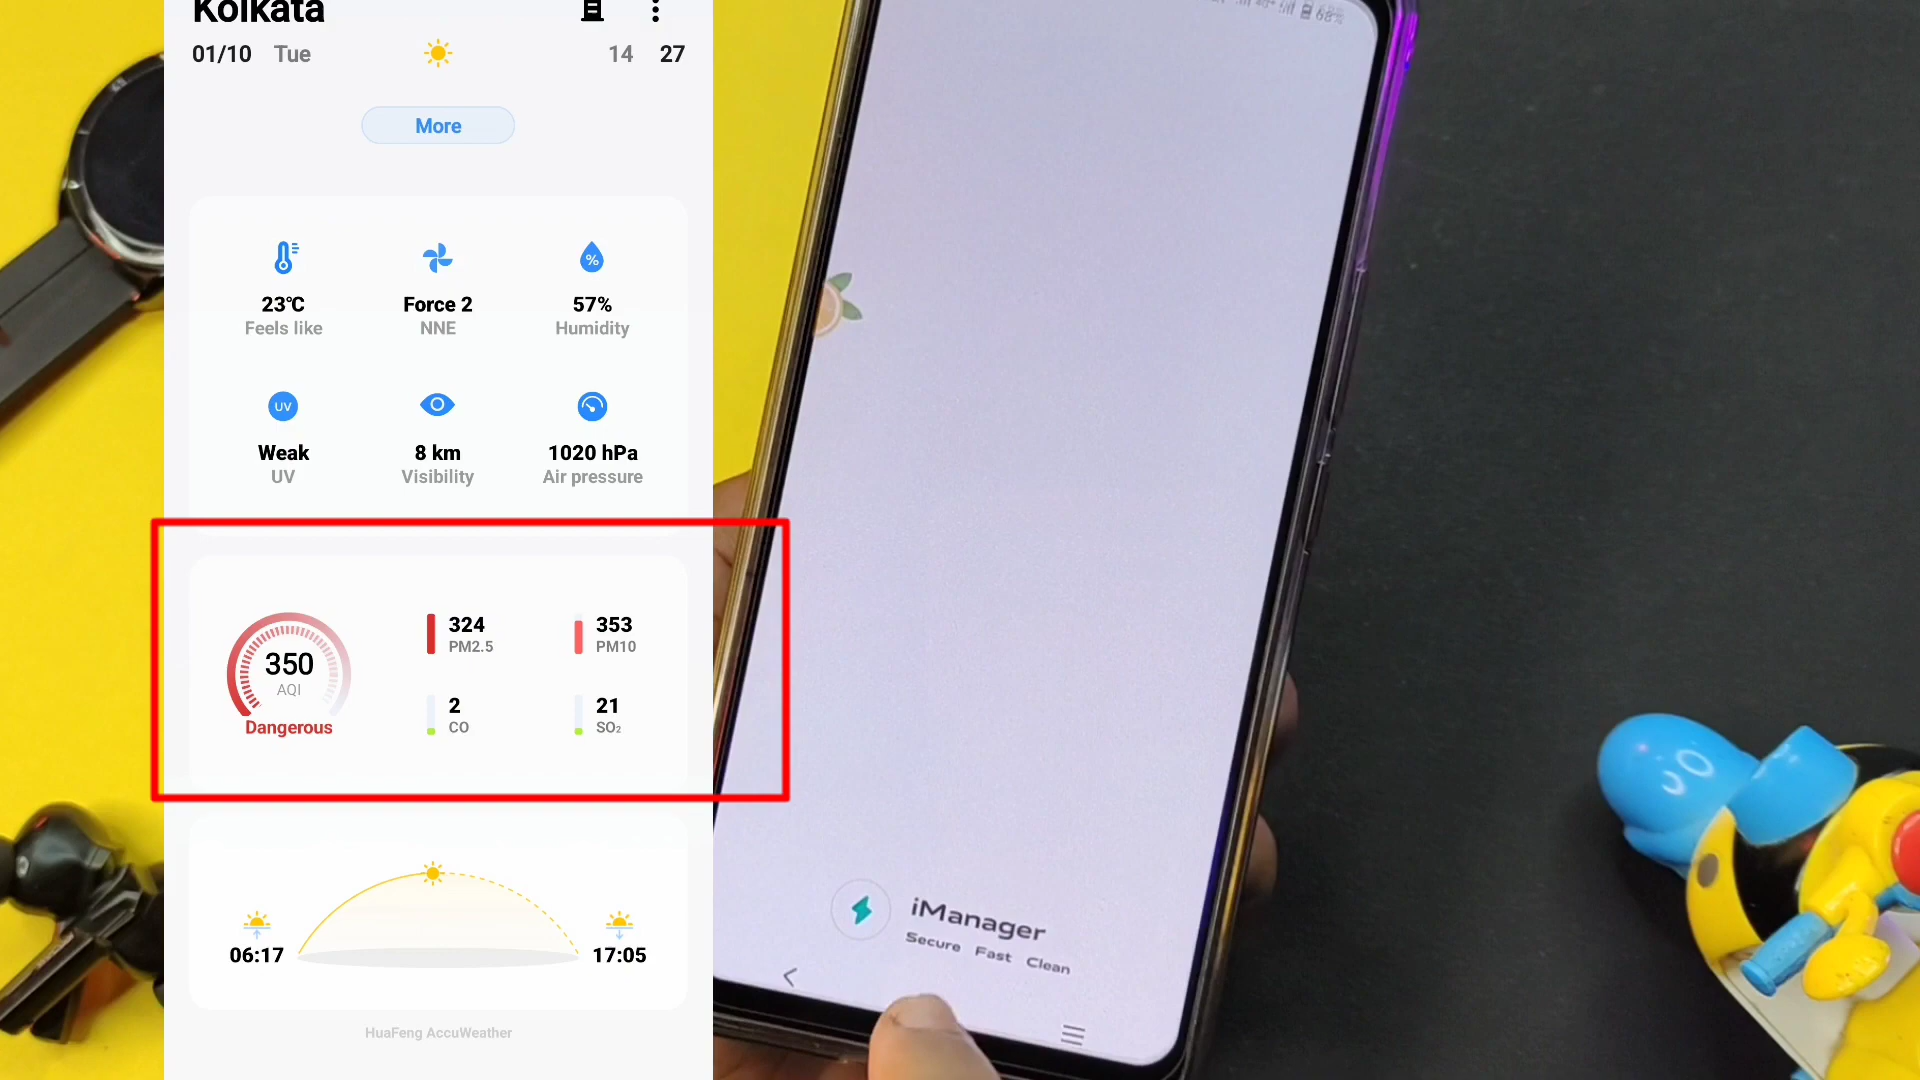 Kolkata
01/10 Tue 14 27
More
23°C Force 2 57%
Feels like NNE Humidity
UV
Weak 8 km 1020 hPa
UV Visibility Air pressure
324 353
PM2.5 PM10
350
AQI
2 21
CO SO₂
Dangerous
06:17 17:05
HuaFeng AccuWeather
68%
iManager
Secure Fast Clean